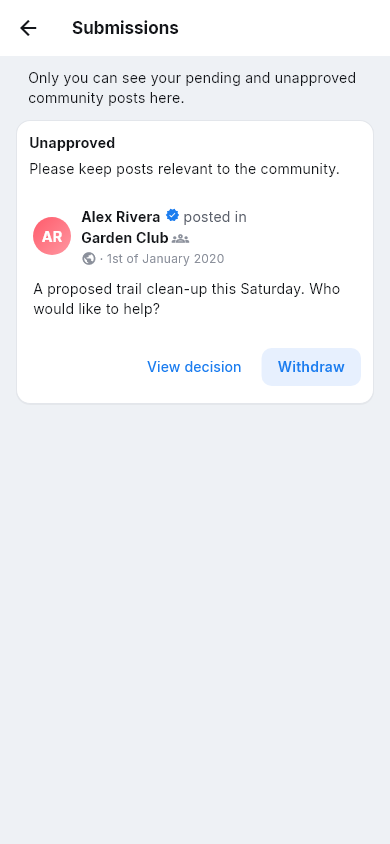 Submissions
Only you can see your pending and unapproved
community posts here.
Unapproved
Please keep posts relevant to the community.
AR
Alex Rivera posted in
Garden Club
· 1st of January 2020
A proposed trail clean-up this Saturday. Who
would like to help?
View decision
Withdraw